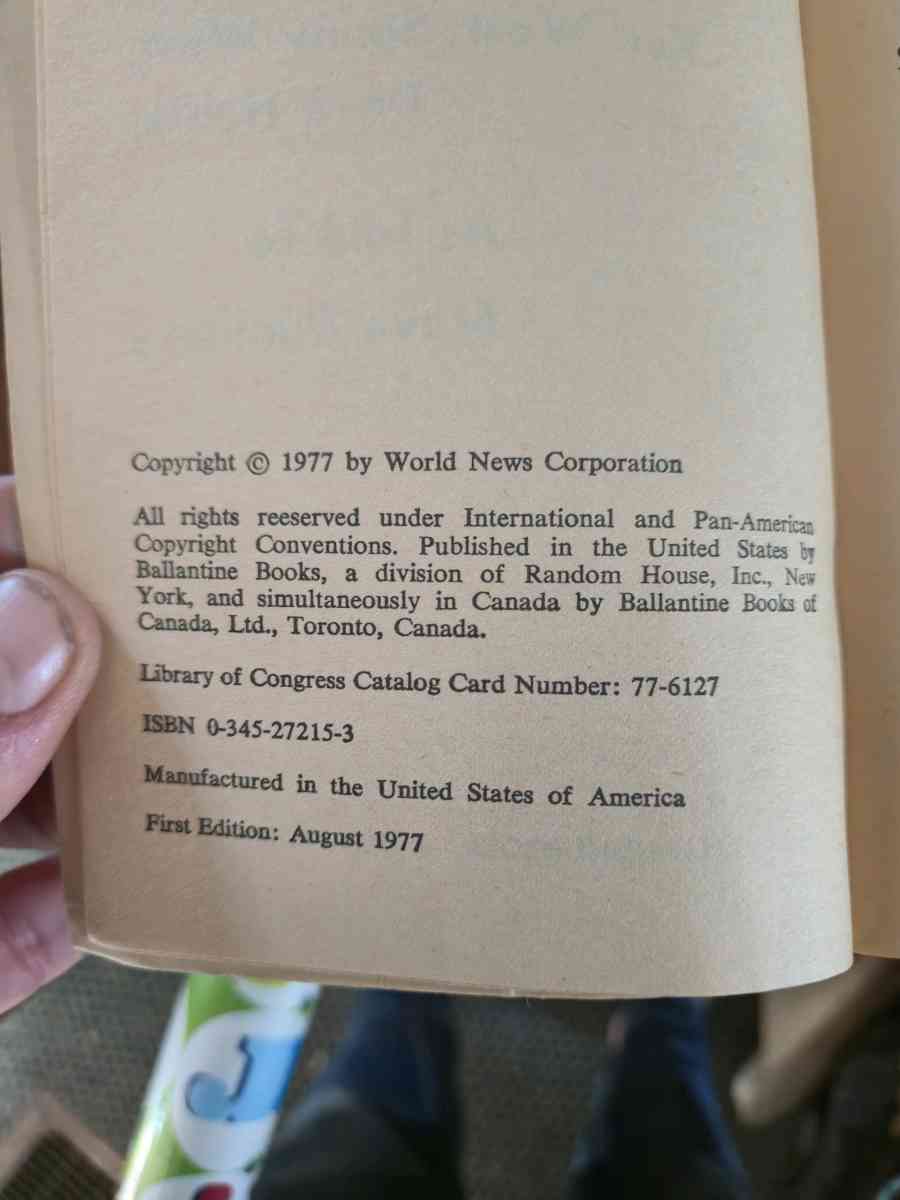 Copyright © 1977 by World News Corporation
All rights reeserved under International and Pan-American
Copyright Conventions. Published in the United States by
Ballantine Books, a division of Random House, Inc., New
York, and simultaneously in Canada by Ballantine Books of
Canada, Ltd., Toronto, Canada.
Library of Congress Catalog Card Number: 77-6127
ISBN 0-345-27215-3
Manufactured in the United States of America
First Edition: August 1977